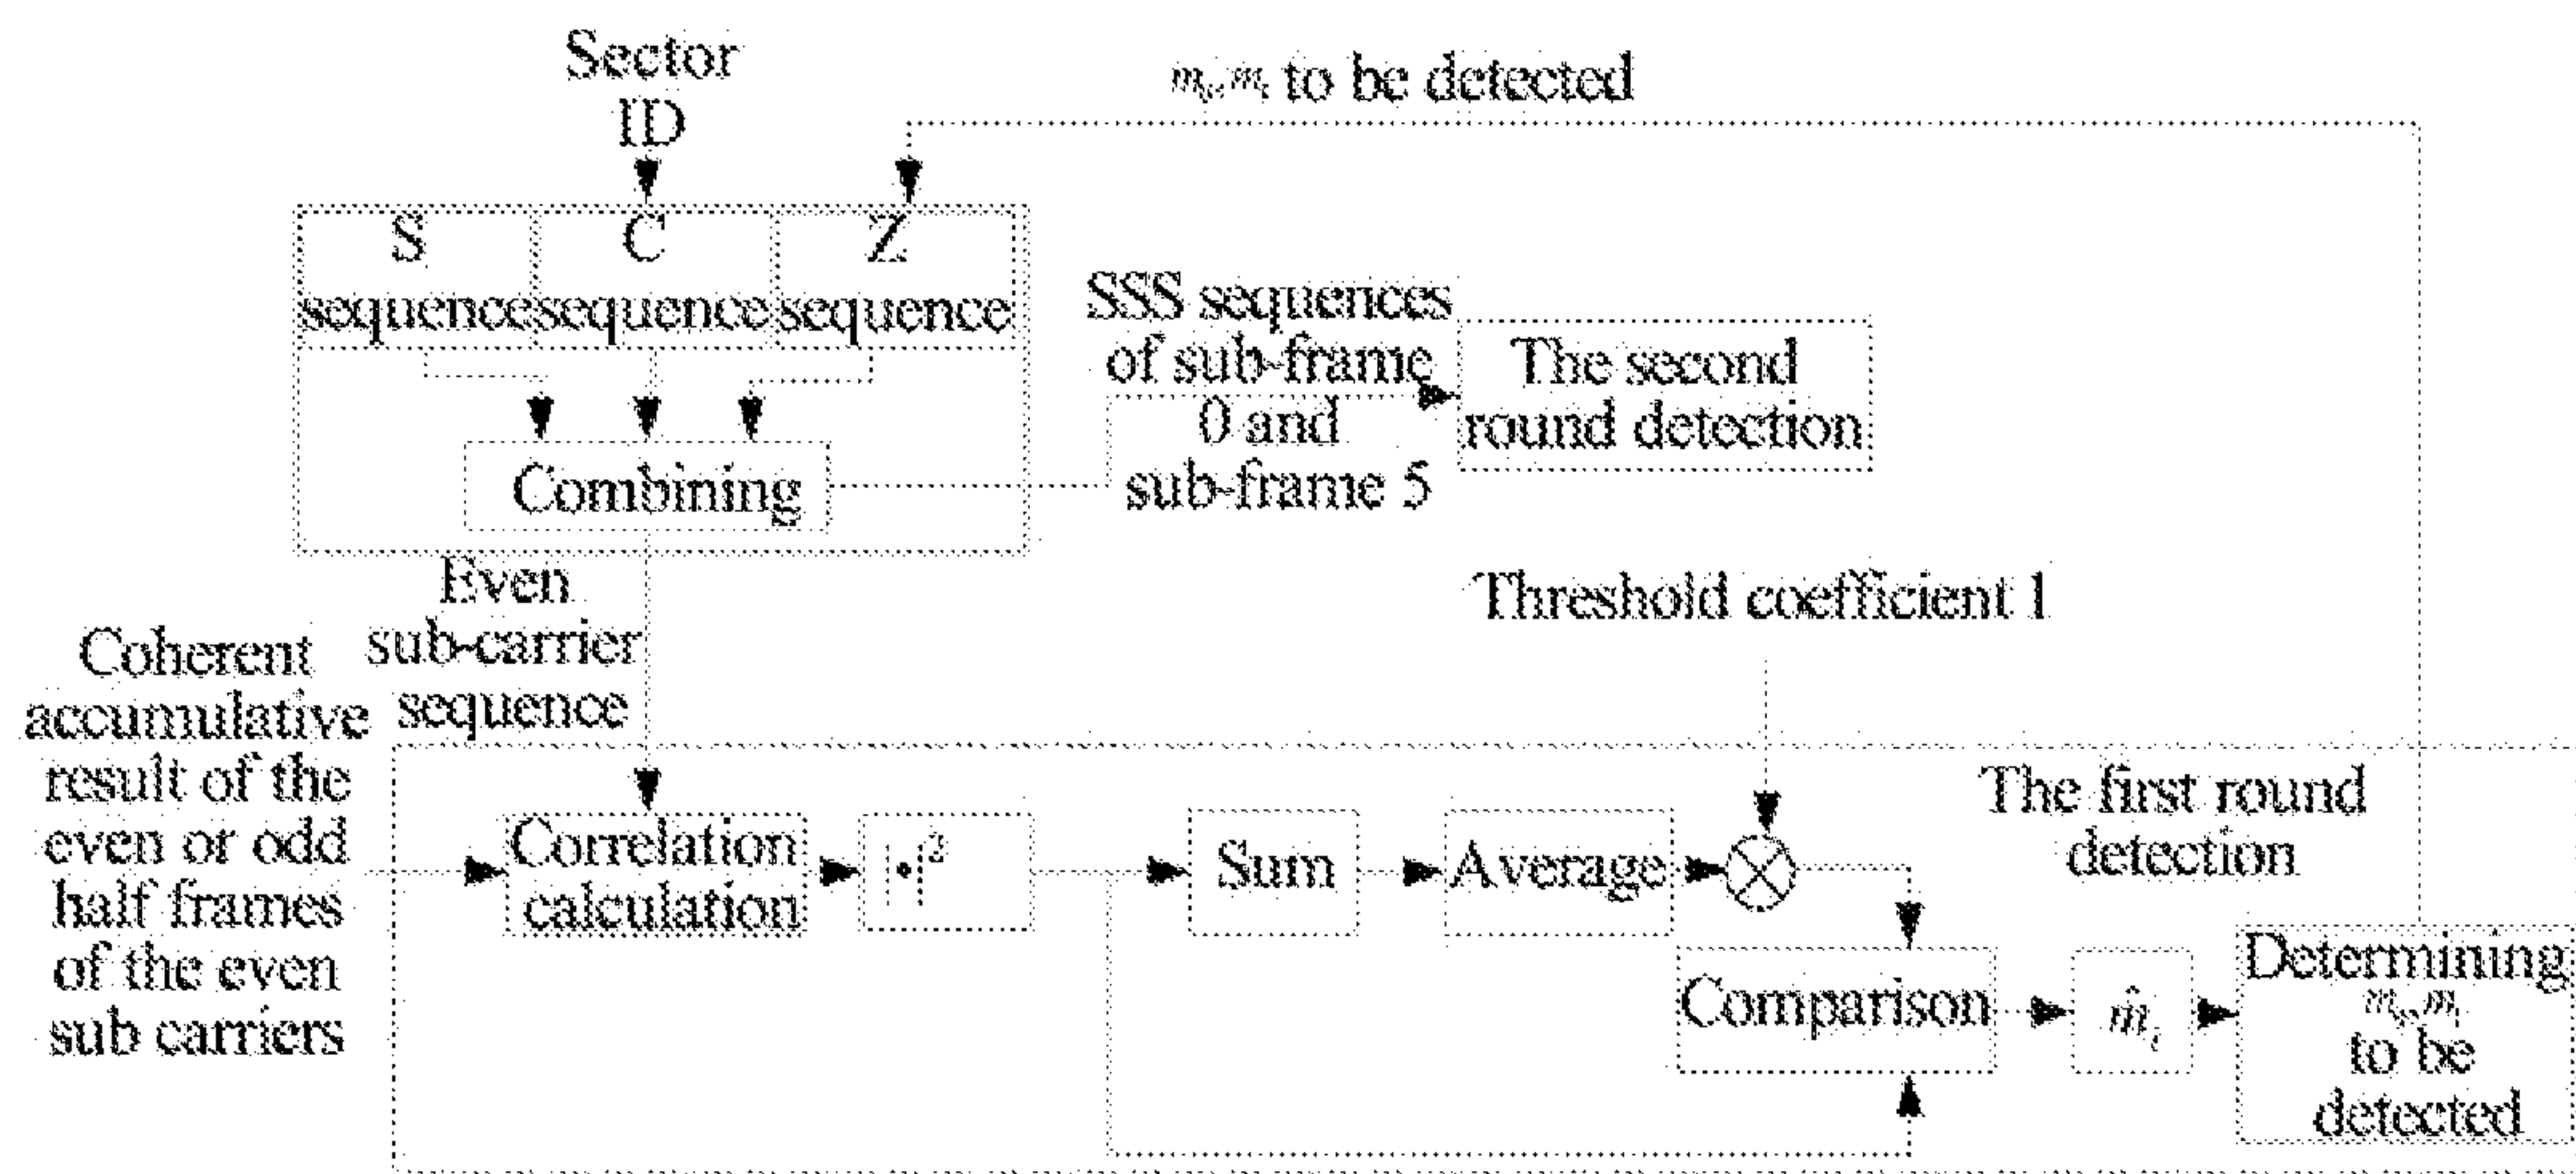 Sector
ID
m₀, m₁ to be detected
S
sequence
C
sequence
Z
sequence
Combining
SSS sequences
of sub-frame
0 and
sub-frame 5
The second
round detection
Even
sub-carrier
sequence
Threshold coefficient 1
Coherent
accumulative
result of the
even or odd
half frames
of the even
sub carriers
The first round
detection
Correlation
calculation
|•|²
Sum
Average
Comparison
m̂ᵢ
Determining
m₀, m₁
to be
detected